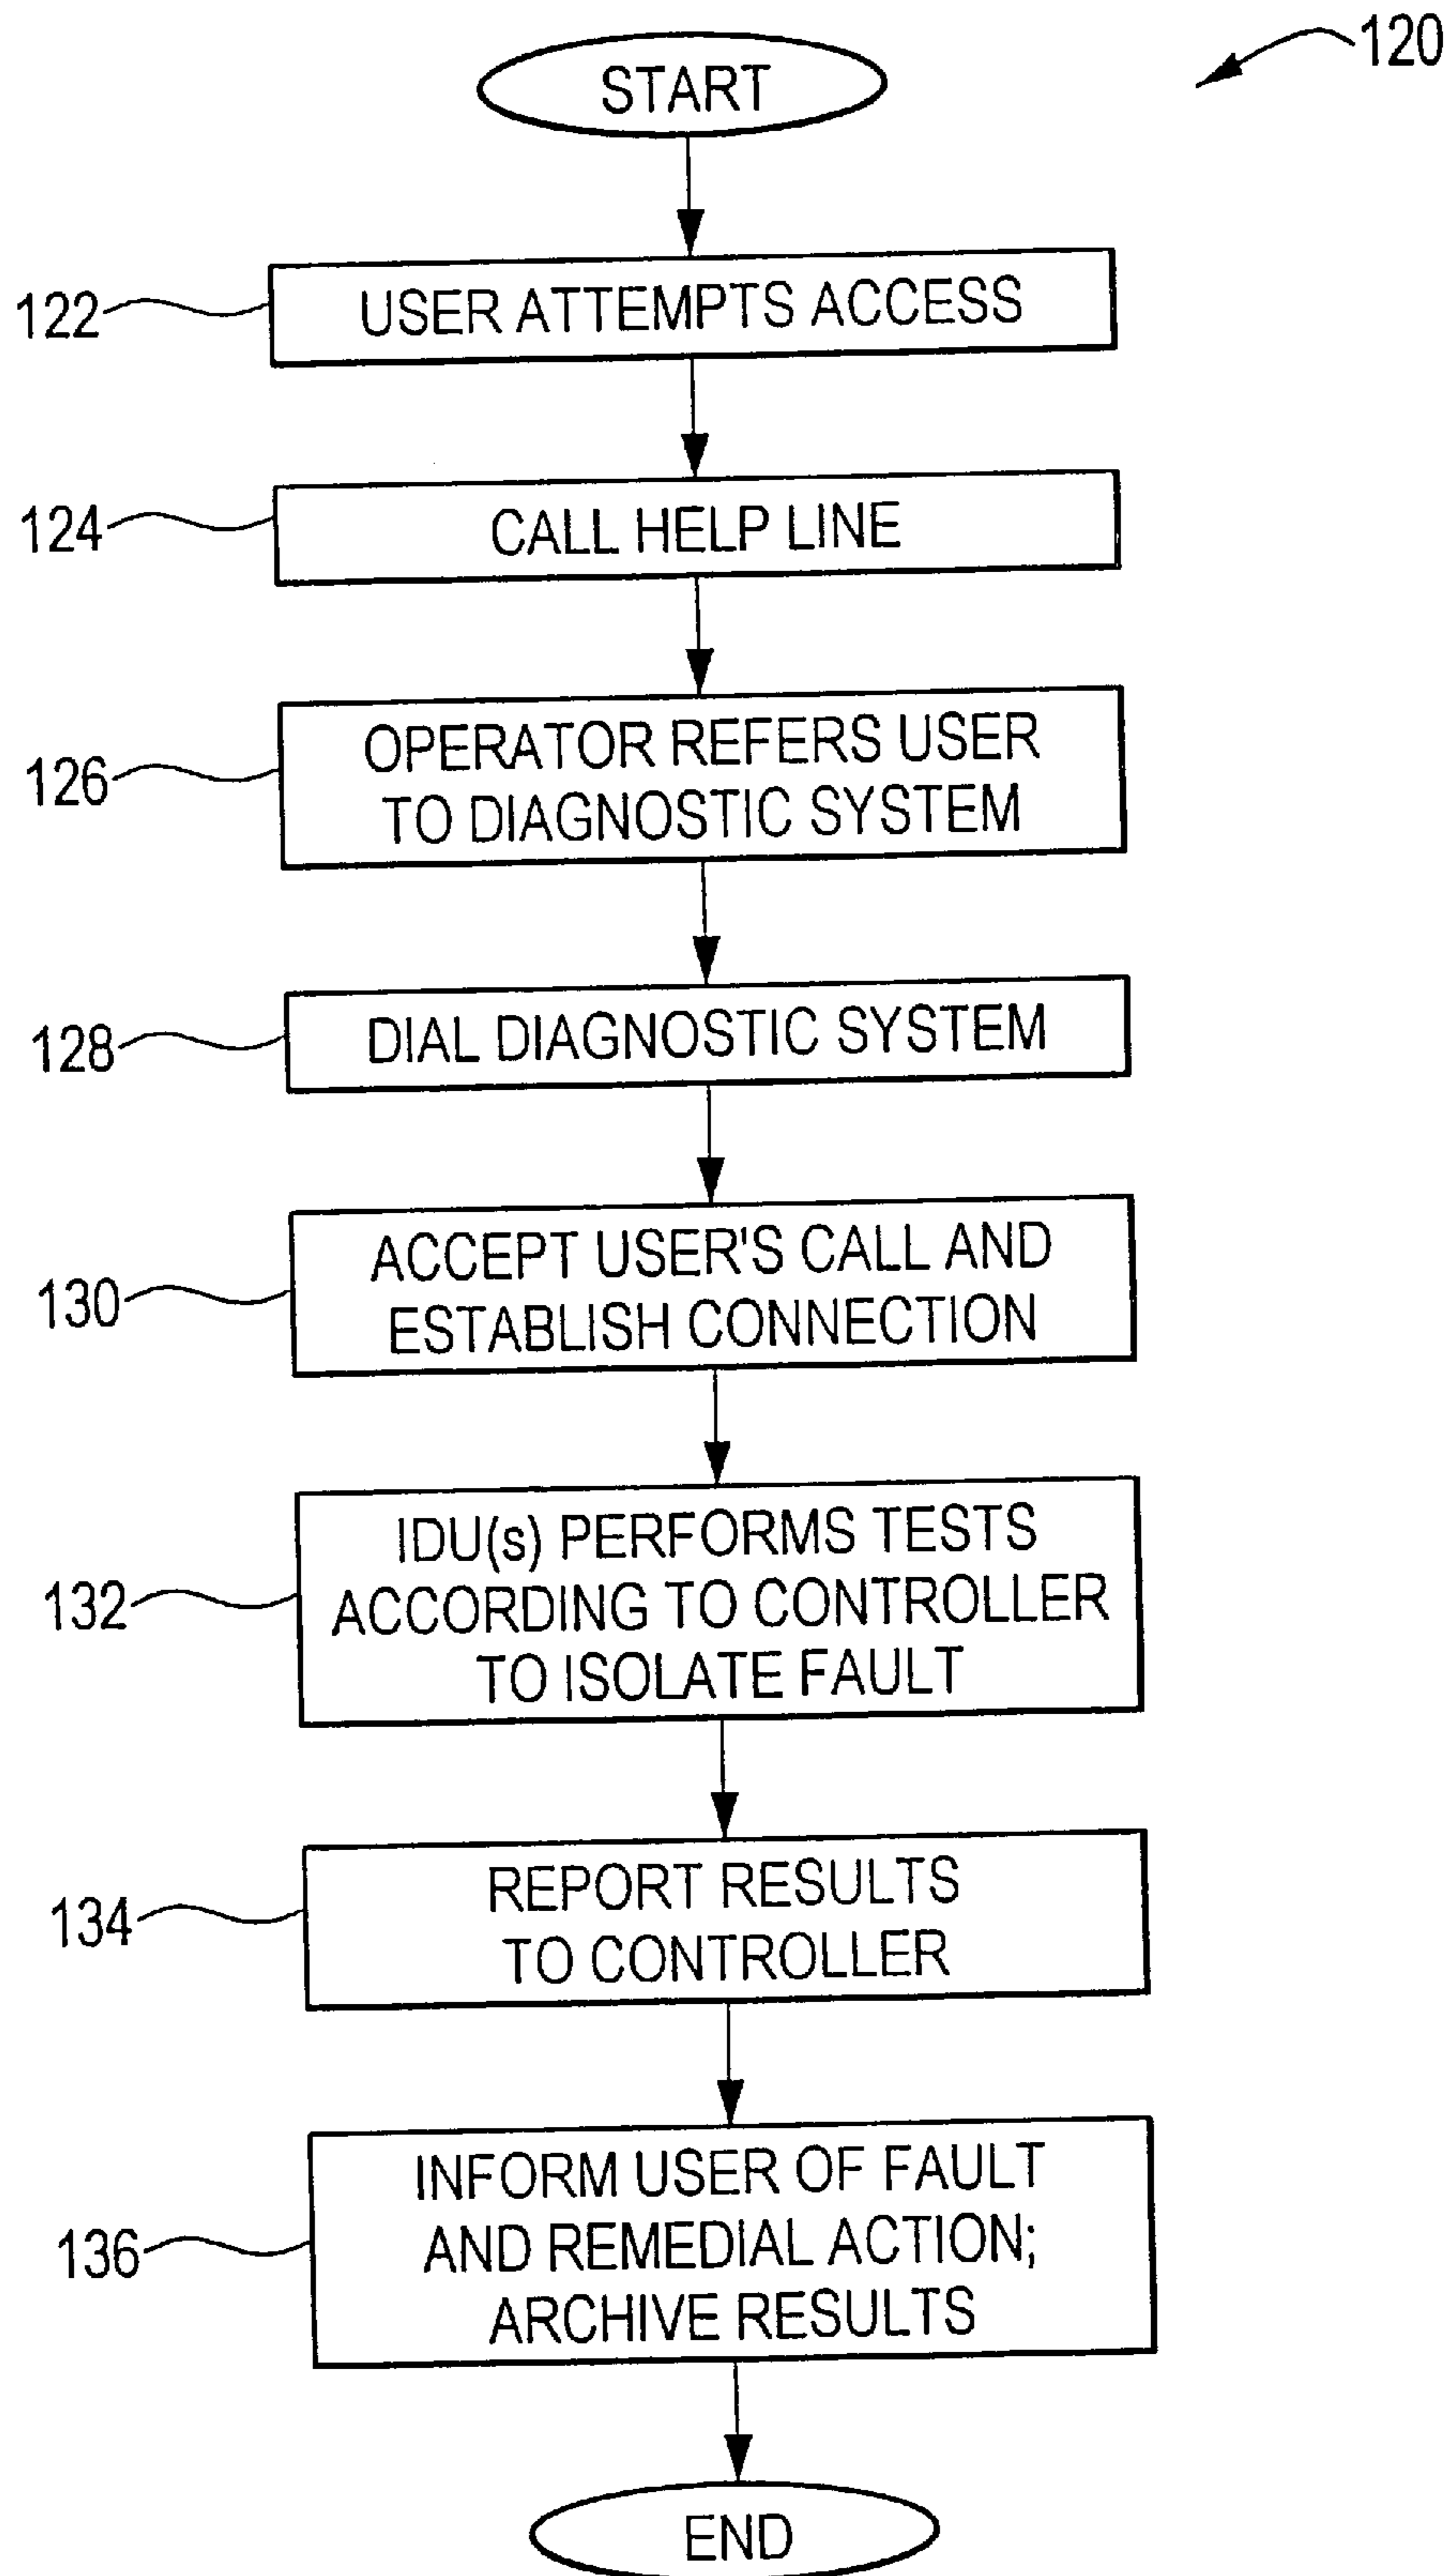 120
START
122
USER ATTEMPTS ACCESS
124
CALL HELP LINE
126
OPERATOR REFERS USER
TO DIAGNOSTIC SYSTEM
128
DIAL DIAGNOSTIC SYSTEM
130
ACCEPT USER'S CALL AND
ESTABLISH CONNECTION
132
IDU(s) PERFORMS TESTS
ACCORDING TO CONTROLLER
TO ISOLATE FAULT
134
REPORT RESULTS
TO CONTROLLER
136
INFORM USER OF FAULT
AND REMEDIAL ACTION;
ARCHIVE RESULTS
END